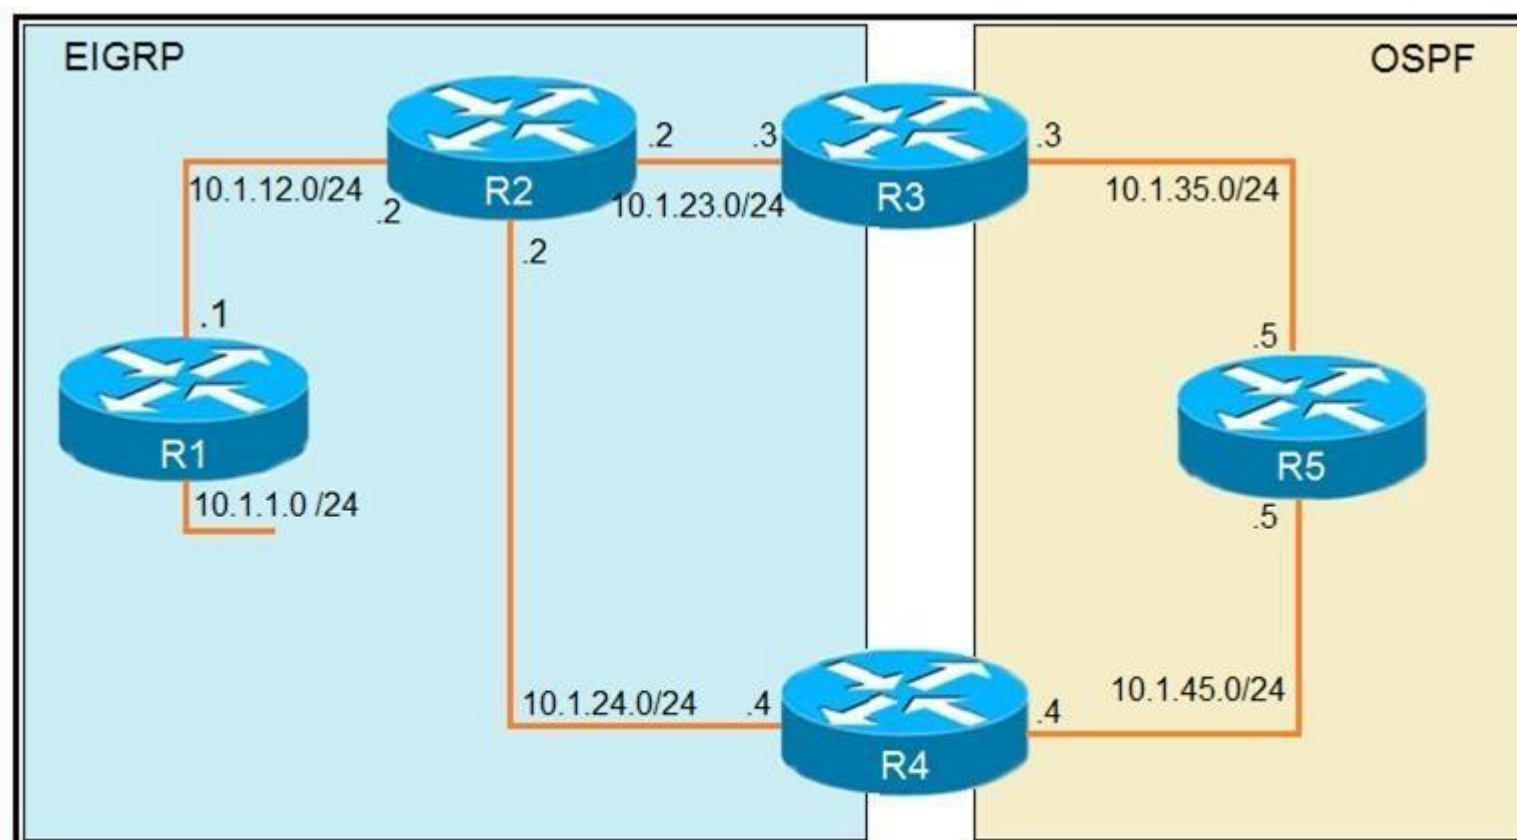 EIGRP
OSPF
R2
.2
.3
R3
.3
10.1.12.0/24
.2
10.1.23.0/24
10.1.35.0/24
.2
.1
.5
R1
R5
10.1.1.0 /24
.5
10.1.24.0/24
.4
R4
.4
10.1.45.0/24